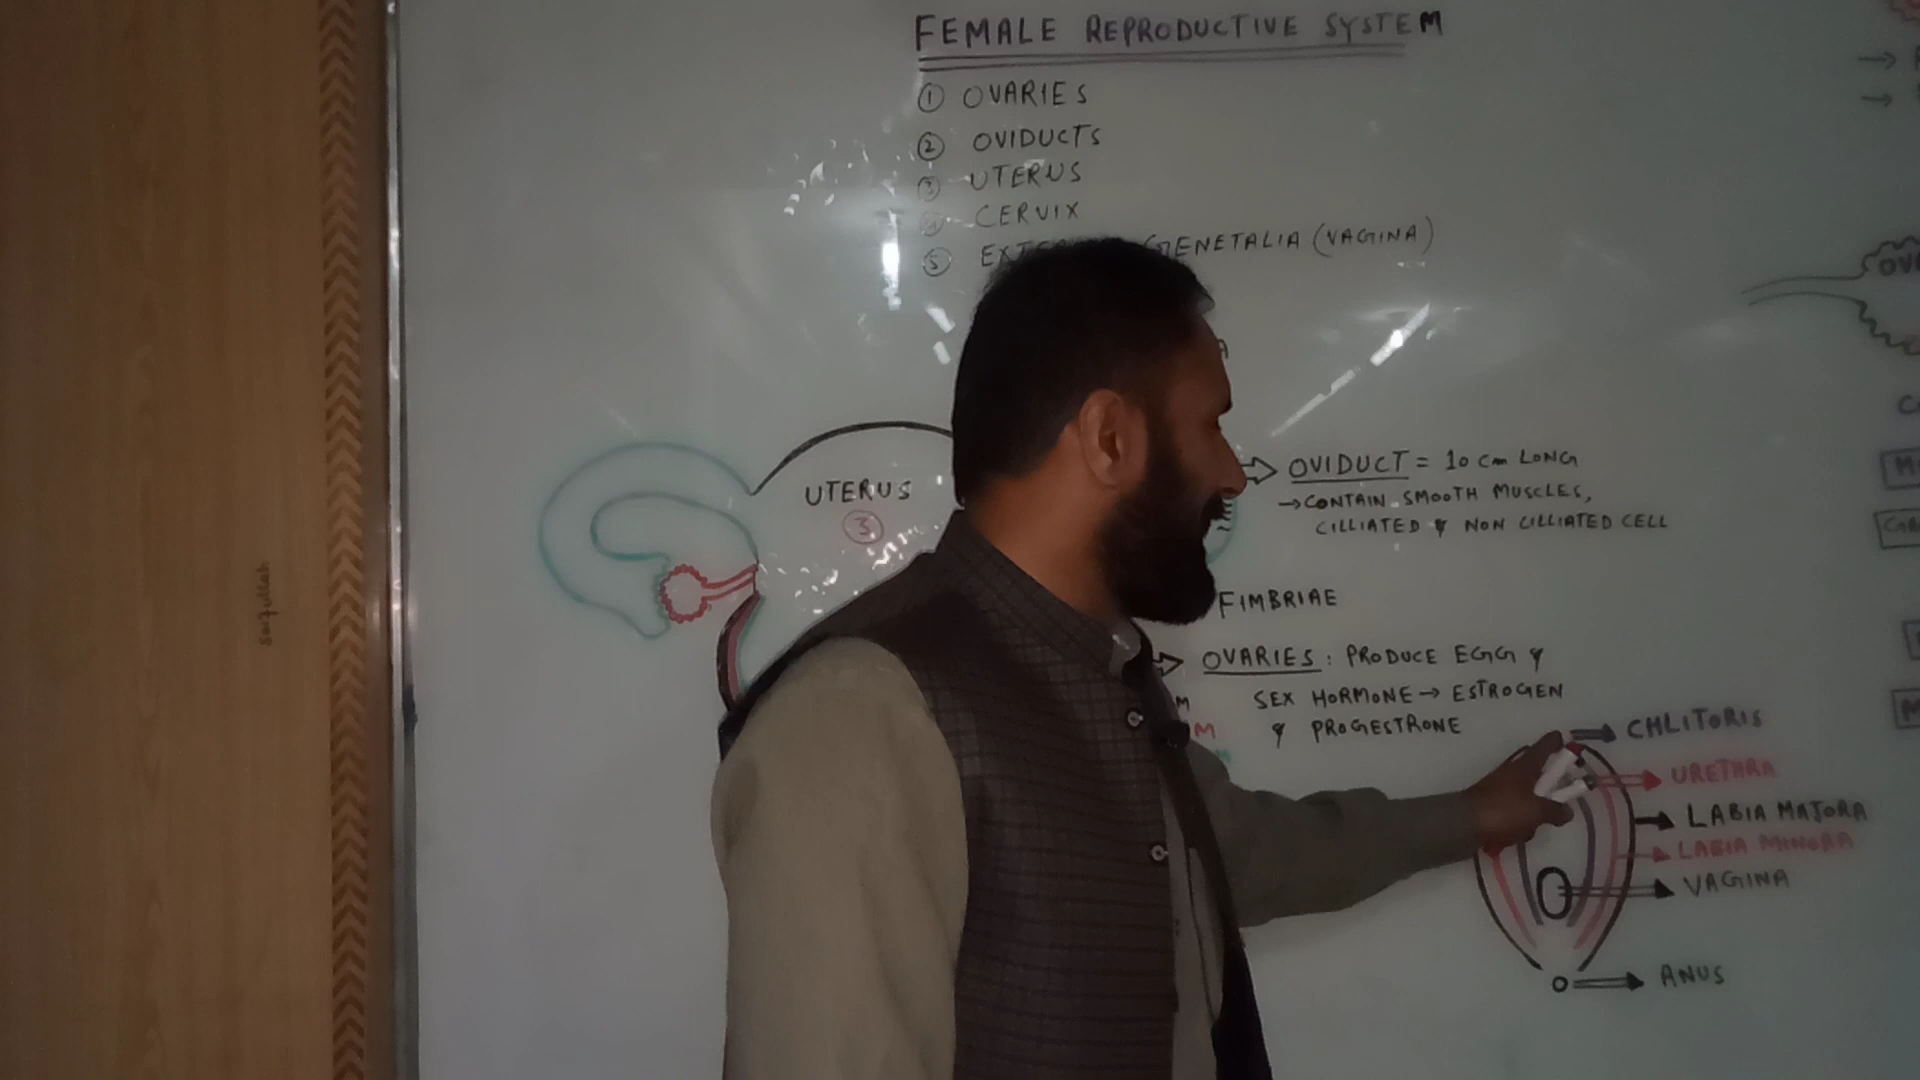 FEMALE REPRODUCTIVE SYSTEM
① OVARIES
② OVIDUCTS
③ UTERUS
④ CERVIX
⑤ GENETALIA (VAGINA)
UTERUS
③
OVIDUCT = 10 cm LONG
→ CONTAIN SMOOTH MUSCLES,
CILLIATED & NON CILLIATED CELL
FIMBRIAE
OVARIES : PRODUCE EGG &
SEX HORMONE → ESTROGEN
& PROGESTRONE
M
M
CHLITORIS
URETHRA
LABIA MAJORA
LABIA MINORA
VAGINA
ANUS